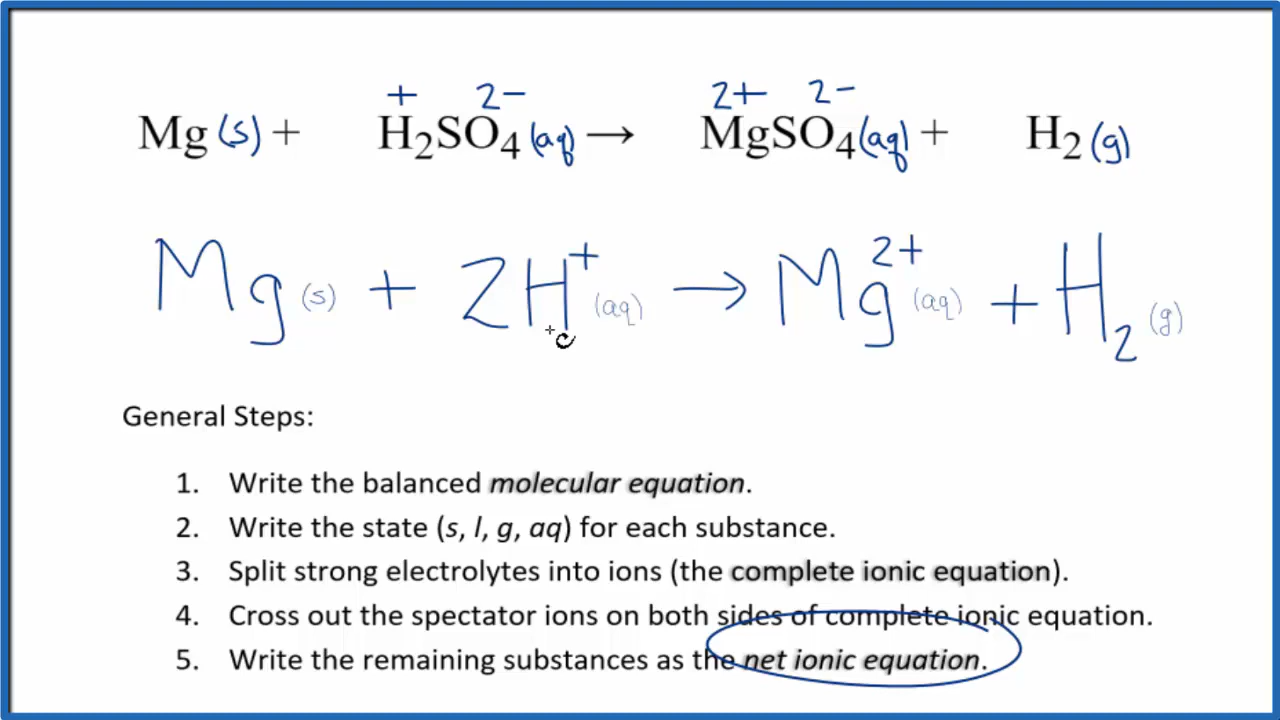 + 2- 2+ 2-
Mg (s) + H₂SO₄ (aq) → MgSO₄ (aq) + H₂ (g)
Mg (s) + 2H⁺ (aq) → Mg²⁺ (aq) + H₂ (g)
General Steps:
1. Write the balanced molecular equation.
2. Write the state (s, l, g, aq) for each substance.
3. Split strong electrolytes into ions (the complete ionic equation).
4. Cross out the spectator ions on both sides of complete ionic equation.
5. Write the remaining substances as the net ionic equation.